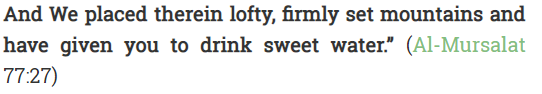 And We placed therein lofty, firmly set mountains and
have given you to drink sweet water.” (Al-Mursalat
77:27)